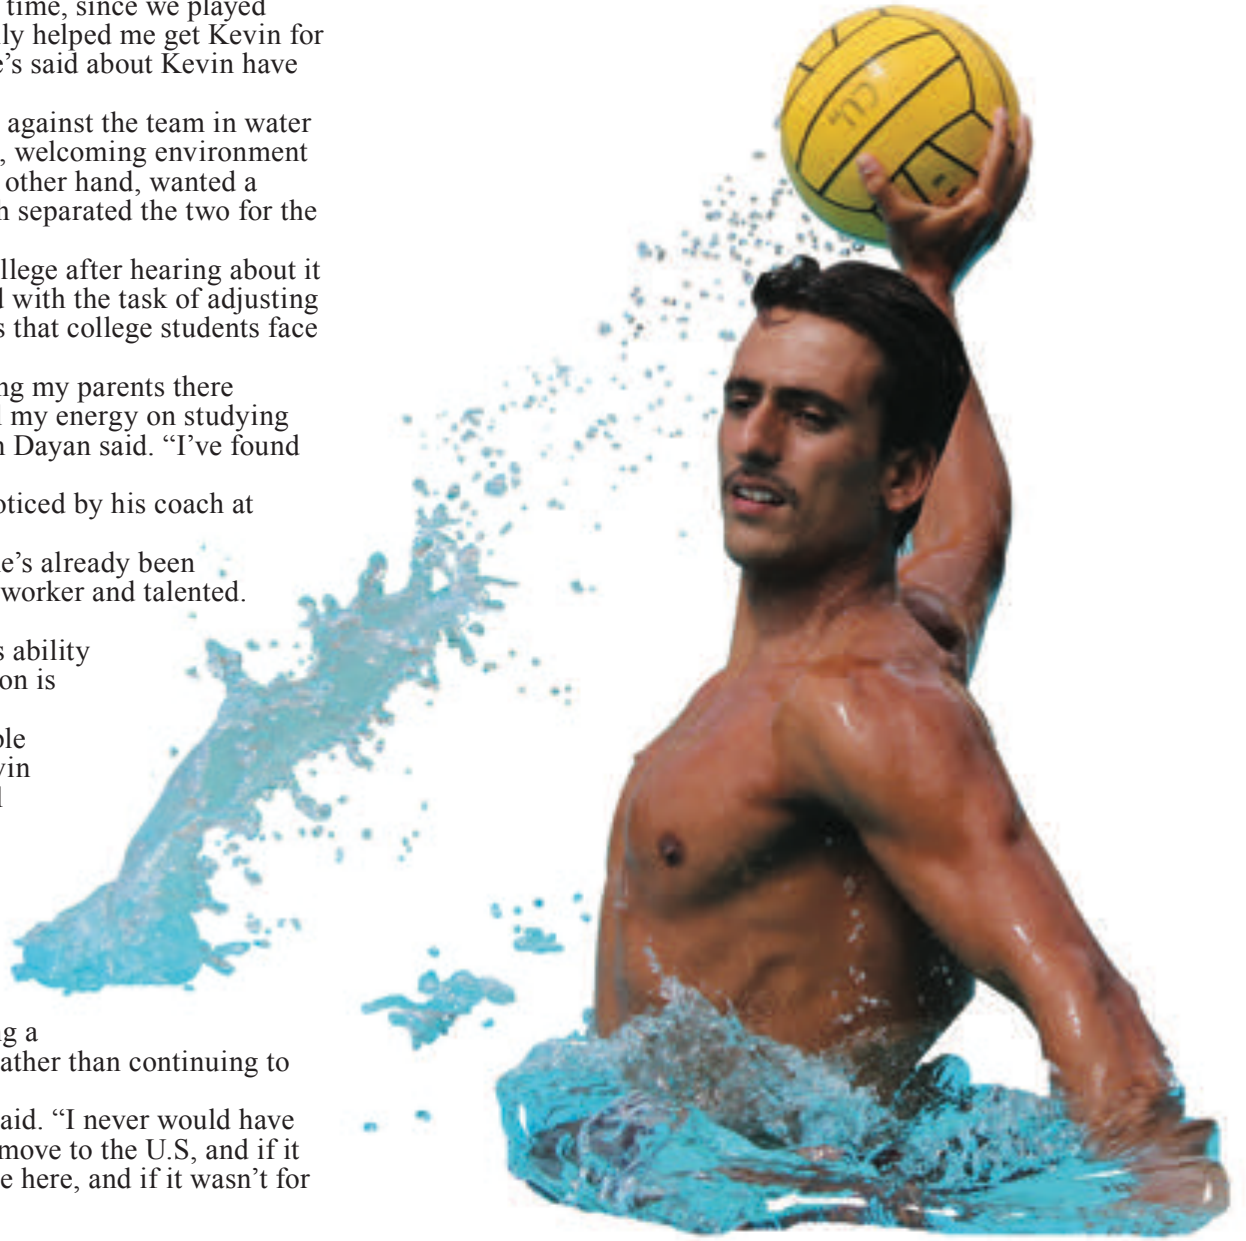 time, since we played
ly helped me get Kevin for
e’s said about Kevin have
against the team in water
, welcoming environment
other hand, wanted a
h separated the two for the
llege after hearing about it
d with the task of adjusting
s that college students face
ng my parents there
l my energy on studying
n Dayan said. “I’ve found
oticed by his coach at
e’s already been
worker and talented.
s ability
on is
ple
vin
l
ng a
ather than continuing to
aid. “I never would have
move to the U.S, and if it
e here, and if it wasn’t for